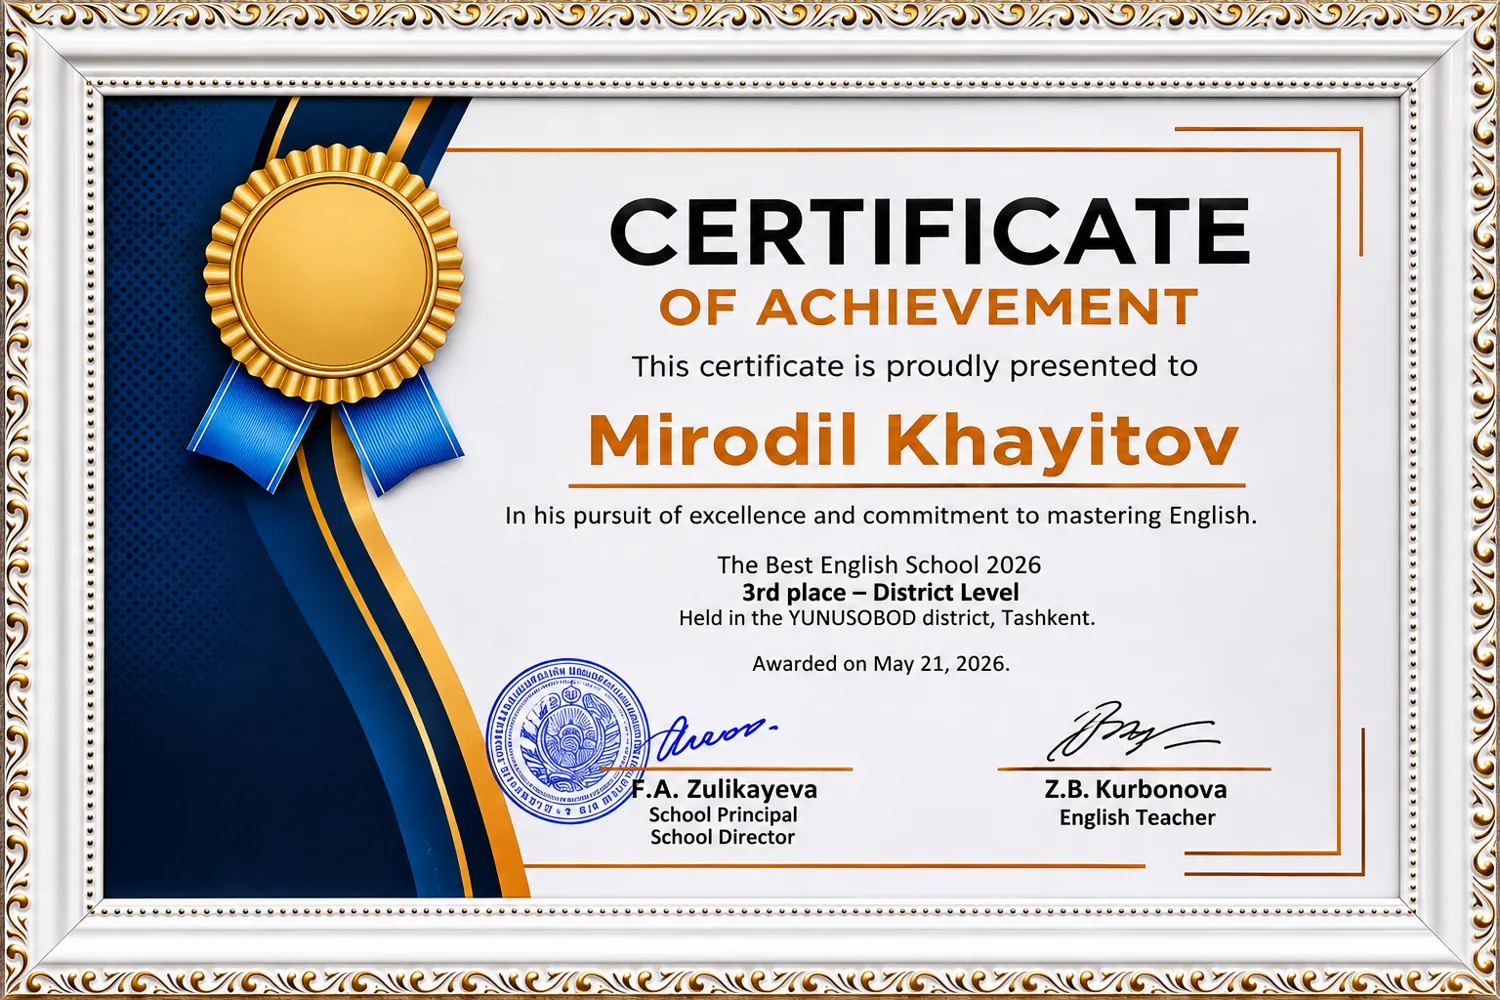 CERTIFICATE
OF ACHIEVEMENT
This certificate is proudly presented to
Mirodil Khayitov
In his pursuit of excellence and commitment to mastering English.
The Best English School 2026
3rd place – District Level
Held in the YUNUSOBOD district, Tashkent.
Awarded on May 21, 2026.
F.A. Zulikayeva
School Principal
School Director
Z.B. Kurbonova
English Teacher